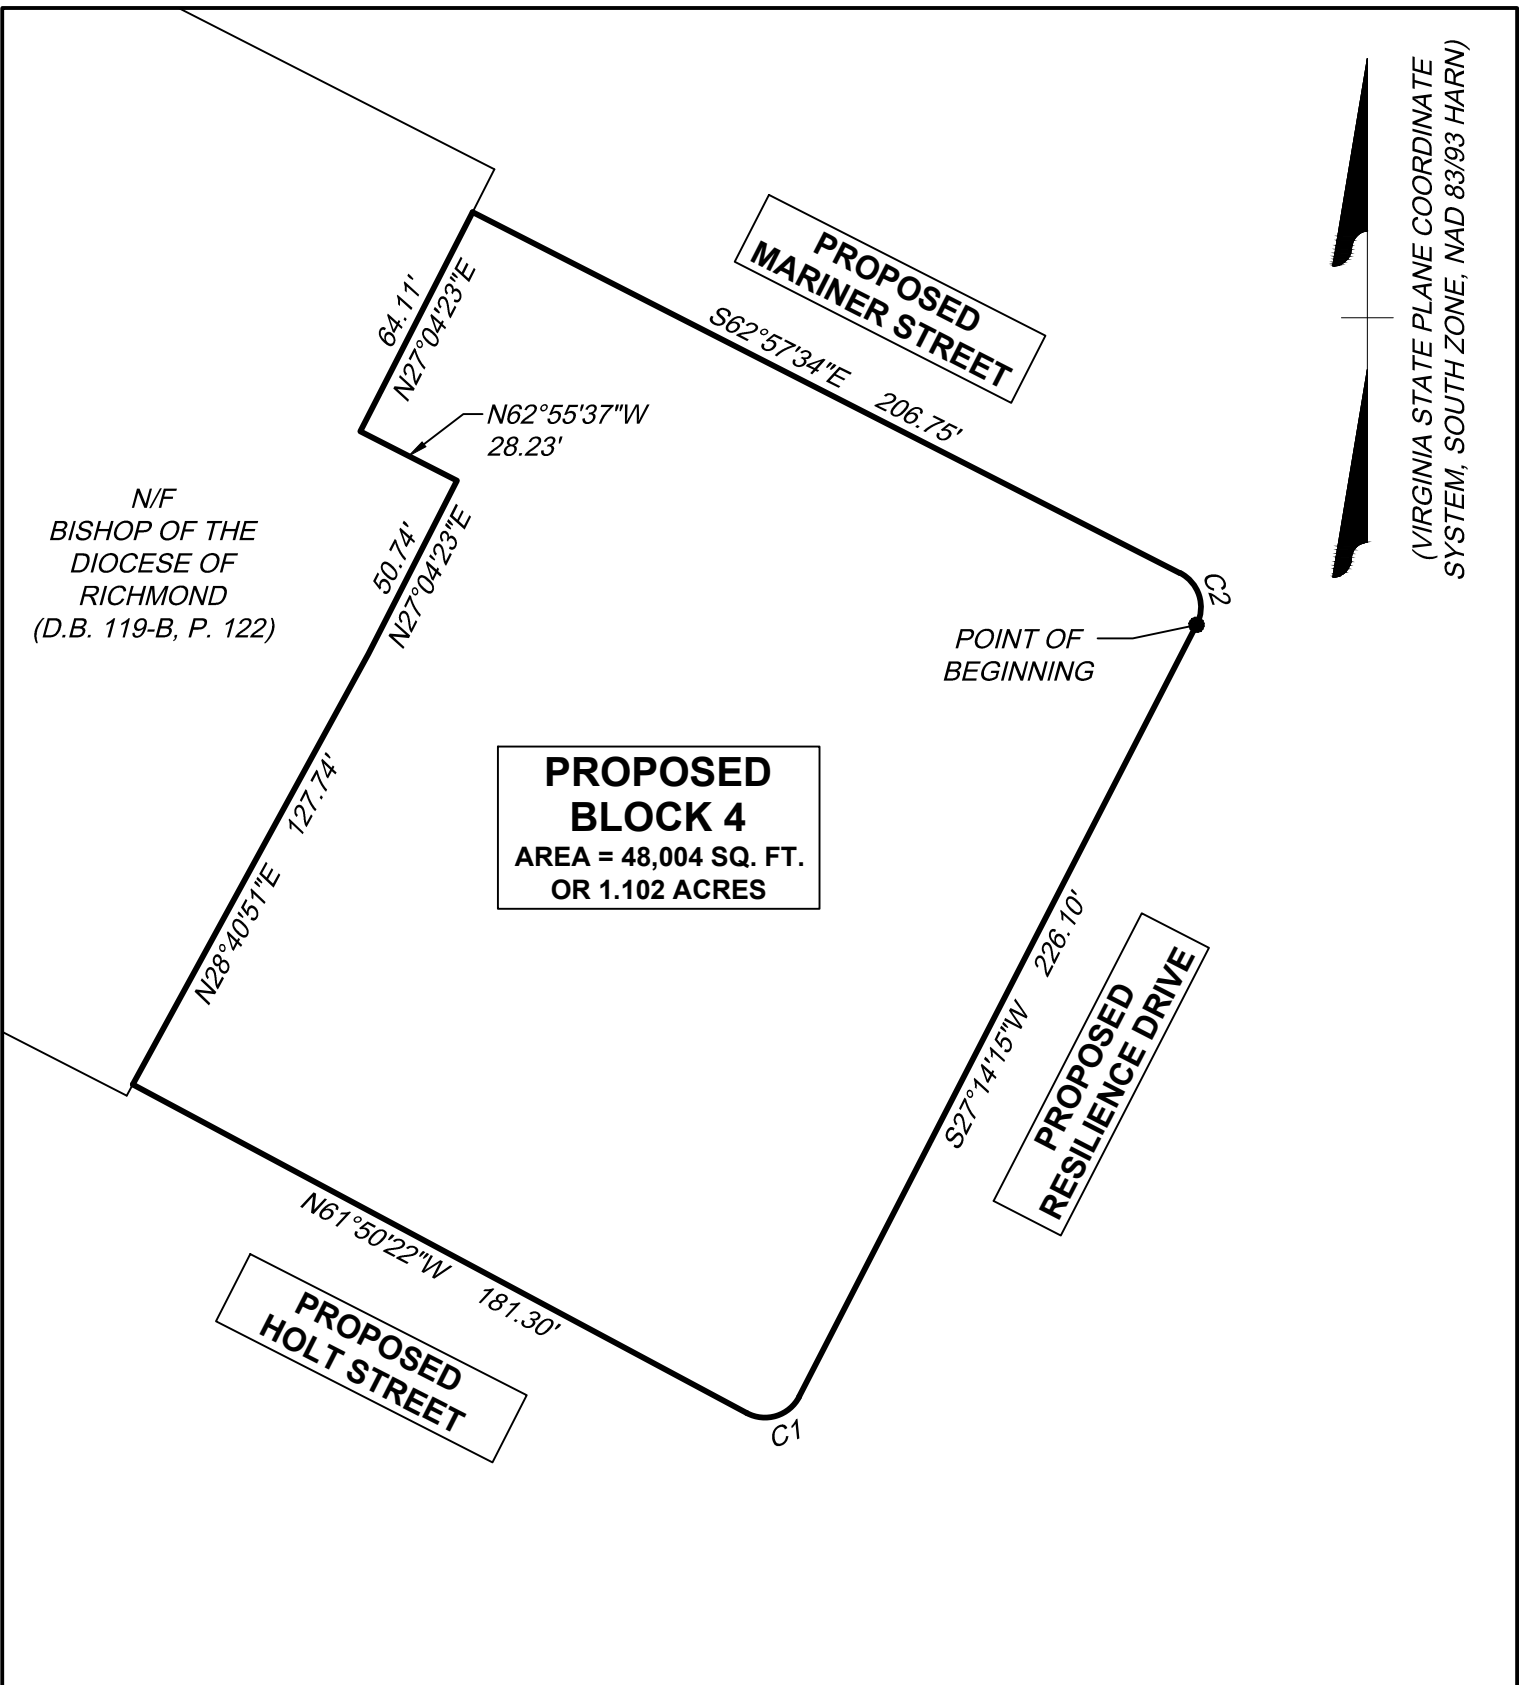 (VIRGINIA STATE PLANE COORDINATE
SYSTEM, SOUTH ZONE, NAD 83/93 HARN)
PROPOSED
MARINER STREET
S62°57'34"E 206.75'
64.11'
N27°04'23"E
N62°55'37"W
28.23'
N/F
BISHOP OF THE
DIOCESE OF
RICHMOND
(D.B. 119-B, P. 122)
50.74'
N27°04'23"E
C2
POINT OF
BEGINNING
PROPOSED
BLOCK 4
AREA = 48,004 SQ. FT.
OR 1.102 ACRES
N28°40'51"E 127.74'
S27°14'15"W 226.10'
PROPOSED
RESILIENCE DRIVE
N61°50'22"W 181.30'
PROPOSED
HOLT STREET
C1